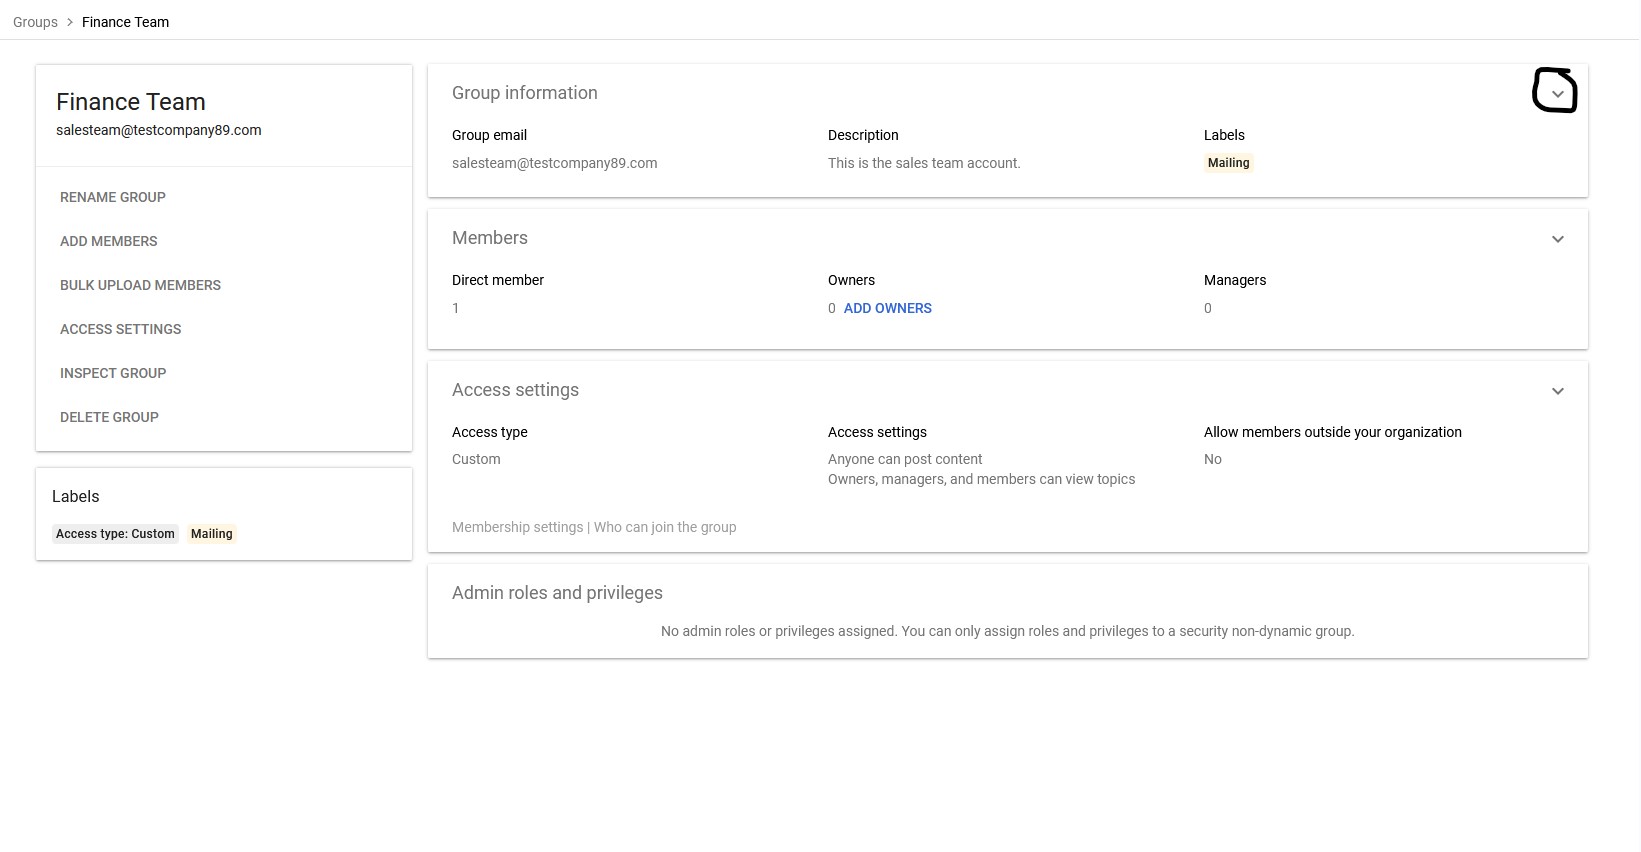 Groups > Finance Team
Finance Team
salesteam@testcompany89.com
RENAME GROUP
ADD MEMBERS
BULK UPLOAD MEMBERS
ACCESS SETTINGS
INSPECT GROUP
DELETE GROUP
Labels
Access type: Custom Mailing
Group information
Group email Description Labels
salesteam@testcompany89.com This is the sales team account. Mailing
Members
Direct member Owners Managers
1 0 ADD OWNERS 0
Access settings
Access type Access settings Allow members outside your organization
Custom Anyone can post content No
Owners, managers, and members can view topics
Membership settings | Who can join the group
Admin roles and privileges
No admin roles or privileges assigned. You can only assign roles and privileges to a security non-dynamic group.